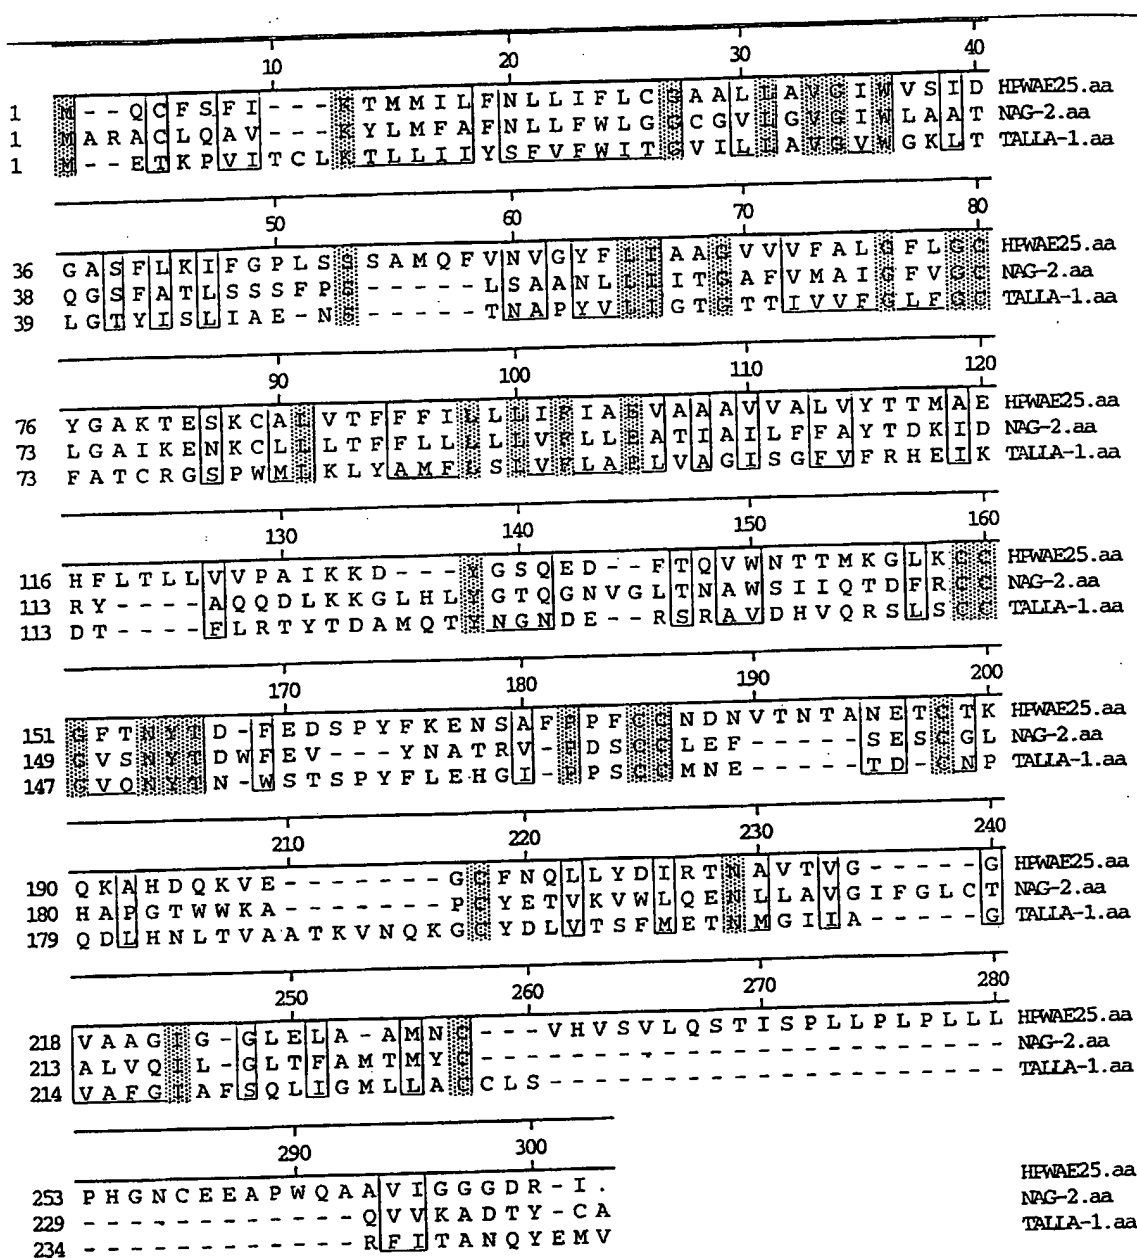 10 20 30 40
1 M - - Q C F S F I - - - K T M M I L F N L L I F L C G A A L L A V G I W V S I D HPWAE25.aa
1 M A R A C L Q A V - - - K Y L M F A F N L L F W L G G C G V L G V G I W L A A T NAG-2.aa
1 M - - E T K P V I T C L K T L L I I Y S F V F W I T G V I L L A V G V W G K L T TALLA-1.aa
50 60 70 80
36 G A S F L K I F G P L S S S A M Q F V N V G Y F L I A A G V V V F A L G F L G C HPWAE25.aa
38 Q G S F A T L S S S F P S - - - - - L S A A N L L I I T G A F V M A I G F V G C NAG-2.aa
39 L G T Y I S L I A E - N S - - - - - T N A P Y V L I G T G T T I V V F G L F G C TALLA-1.aa
90 100 110 120
76 Y G A K T E S K C A L V T F F F I L L L I F I A E V A A A V V A L V Y T T M A E HPWAE25.aa
73 L G A I K E N K C L L L T F F L L L L L V F L L E A T I A I L F F A Y T D K I D NAG-2.aa
73 F A T C R G S P W M L K L Y A M F L S L V F L A E L V A G I S G F V F R H E I K TALLA-1.aa
130 140 150 160
116 H F L T L L V V P A I K K D - - - Y G S Q E D - - F T Q V W N T T M K G L K C C HPWAE25.aa
113 R Y - - - - A Q Q D L K K G L H L Y G T Q G N V G L T N A W S I I Q T D F R C C NAG-2.aa
113 D T - - - - F L R T Y T D A M Q T Y N G N D E - - R S R A V D H V Q R S L S C C TALLA-1.aa
170 180 190 200
151 G F T N Y T D - F E D S P Y F K E N S A F P P F C C N D N V T N T A N E T C T K HPWAE25.aa
149 G V S N Y T D W F E V - - - Y N A T R V - P D S C C L E F - - - - - S E S C G L NAG-2.aa
147 G V Q N Y T N - W S T S P Y F L E H G I - P P S C C M N E - - - - - T D - C N P TALLA-1.aa
210 220 230 240
190 Q K A H D Q K V E - - - - - - - G C F N Q L L Y D I R T N A V T V G - - - - - G HPWAE25.aa
180 H A P G T W W K A - - - - - - - P C Y E T V K V W L Q E N L L A V G I F G L C T NAG-2.aa
179 Q D L H N L T V A A T K V N Q K G C Y D L V T S F M E T N M G I I A - - - - - G TALLA-1.aa
250 260 270 280
218 V A A G I G - G L E L A - A M N C - - - V H V S V L Q S T I S P L L P L P L L L HPWAE25.aa
213 A L V Q I L - G L T F A M T M Y C - - - - - - - - - - - - - - - - - - - - - - - NAG-2.aa
214 V A F G I A F S Q L I G M L L A C C L S - - - - - - - - - - - - - - - - - - - - TALLA-1.aa
290 300
253 P H G N C E E A P W Q A A V I G G G D R - I . HPWAE25.aa
229 - - - - - - - - - - - - Q V V K A D T Y - C A NAG-2.aa
234 - - - - - - - - - - - - R F I T A N Q Y E M V TALLA-1.aa